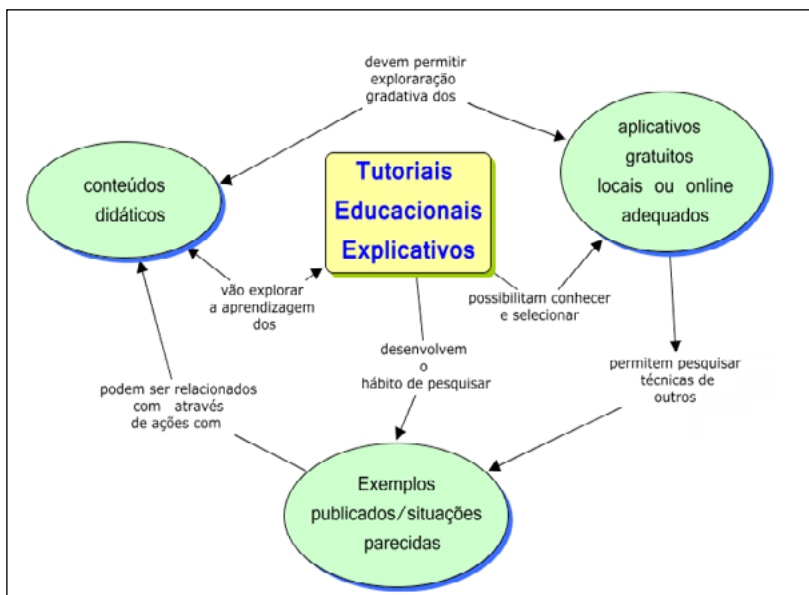 devem permitir
exploraração
gradativa dos
aplicativos
gratuitos
locais ou online
adequados
conteúdos
didáticos
Tutoriais
Educacionais
Explicativos
vão explorar
a aprendizagem
dos
possibilitam conhecer
e selecionar
desenvolvem
o
hábito de pesquisar
permitem pesquisar
técnicas de
outros
podem ser relacionados
com através
de ações com
Exemplos
publicados/situações
parecidas